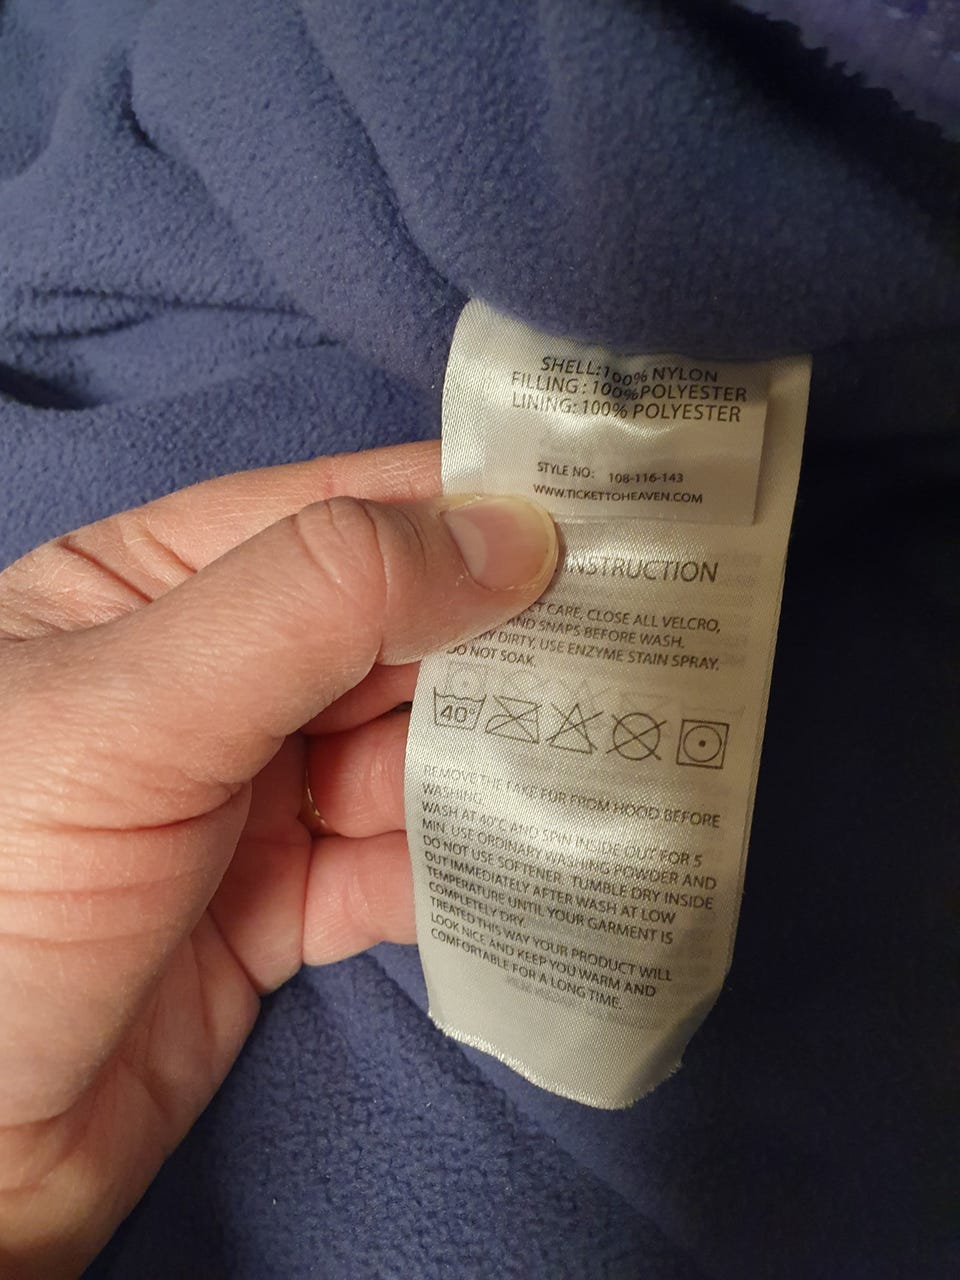 SHELL:100% NYLON
FILLING: 100%POLYESTER
LINING: 100% POLYESTER
STYLE NO: 108-116-143
WWW.TICKETTOHEAVEN.COM
NSTRUCTION
ET CARE, CLOSE ALL VELCRO,
AND SNAPS BEFORE WASH.
RY DIRTY, USE ENZYME STAIN SPRAY,
DO NOT SOAK.
40°
REMOVE THE FAKE FUR FROM HOOD BEFORE
WASHING.
WASH AT 40°C AND SPIN INSIDE OUT FOR 5
MIN. USE ORDINARY WASHING POWDER AND
DO NOT USE SOFTENER. TUMBLE DRY INSIDE
OUT IMMEDIATELY AFTER WASH AT LOW
TEMPERATURE UNTIL YOUR GARMENT IS
COMPLETELY DRY.
TREATED THIS WAY YOUR PRODUCT WILL
LOOK NICE AND KEEP YOU WARM AND
COMFORTABLE FOR A LONG TIME.